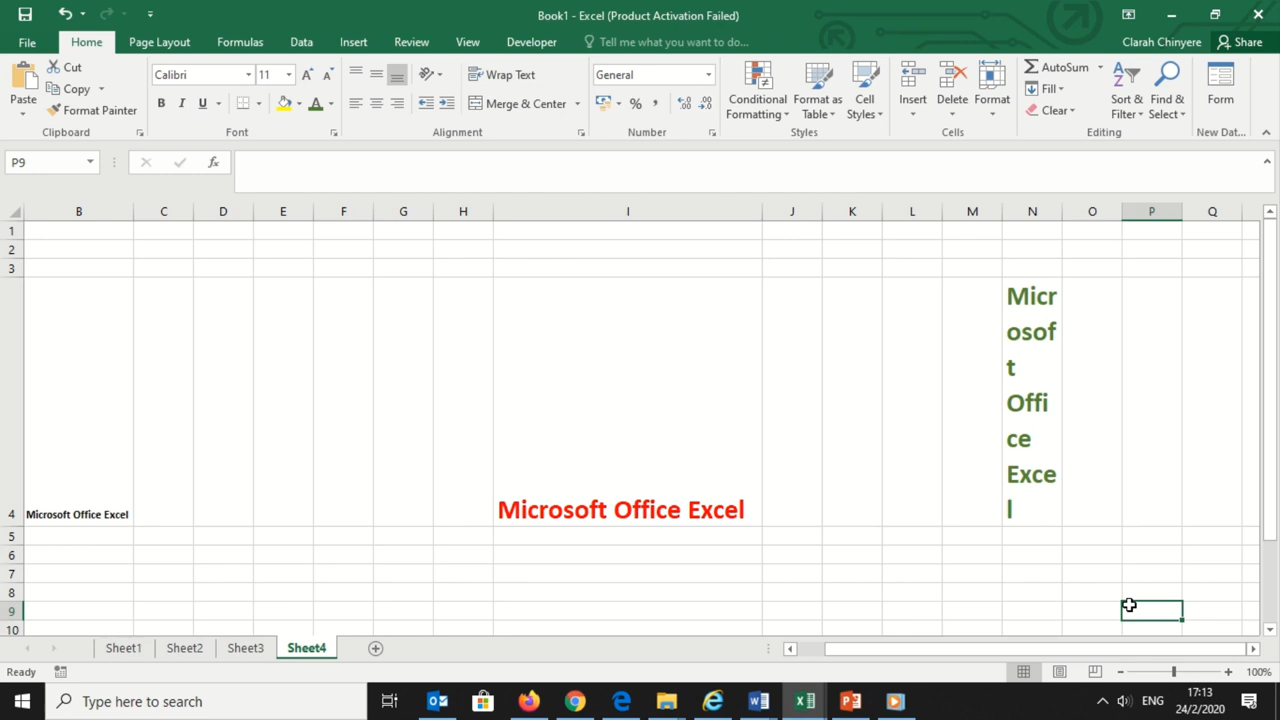 Book1 - Excel (Product Activation Failed)
File Home Page Layout Formulas Data Insert Review View Developer Tell me what you want to do... Clarah Chinyere Share
Cut
Copy
Format Painter
Paste
Clipboard
Calibri 11
B I U
Font
Wrap Text
Merge & Center
Alignment
General
%
Number
Conditional Formatting
Format as Table
Cell Styles
Styles
Insert
Delete
Format
Cells
AutoSum
Fill
Clear
Sort & Filter
Find & Select
Editing
Form
New Dat...
P9
fx
B C D E F G H I J K L M N O P Q
1
2
3
4
Microsoft Office Excel
Microsoft Office Excel
Micr
osof
t
Offi
ce
Exce
l
5
6
7
8
9
10
Sheet1 Sheet2 Sheet3 Sheet4
Ready
100%
Type here to search
ENG
17:13
24/2/2020